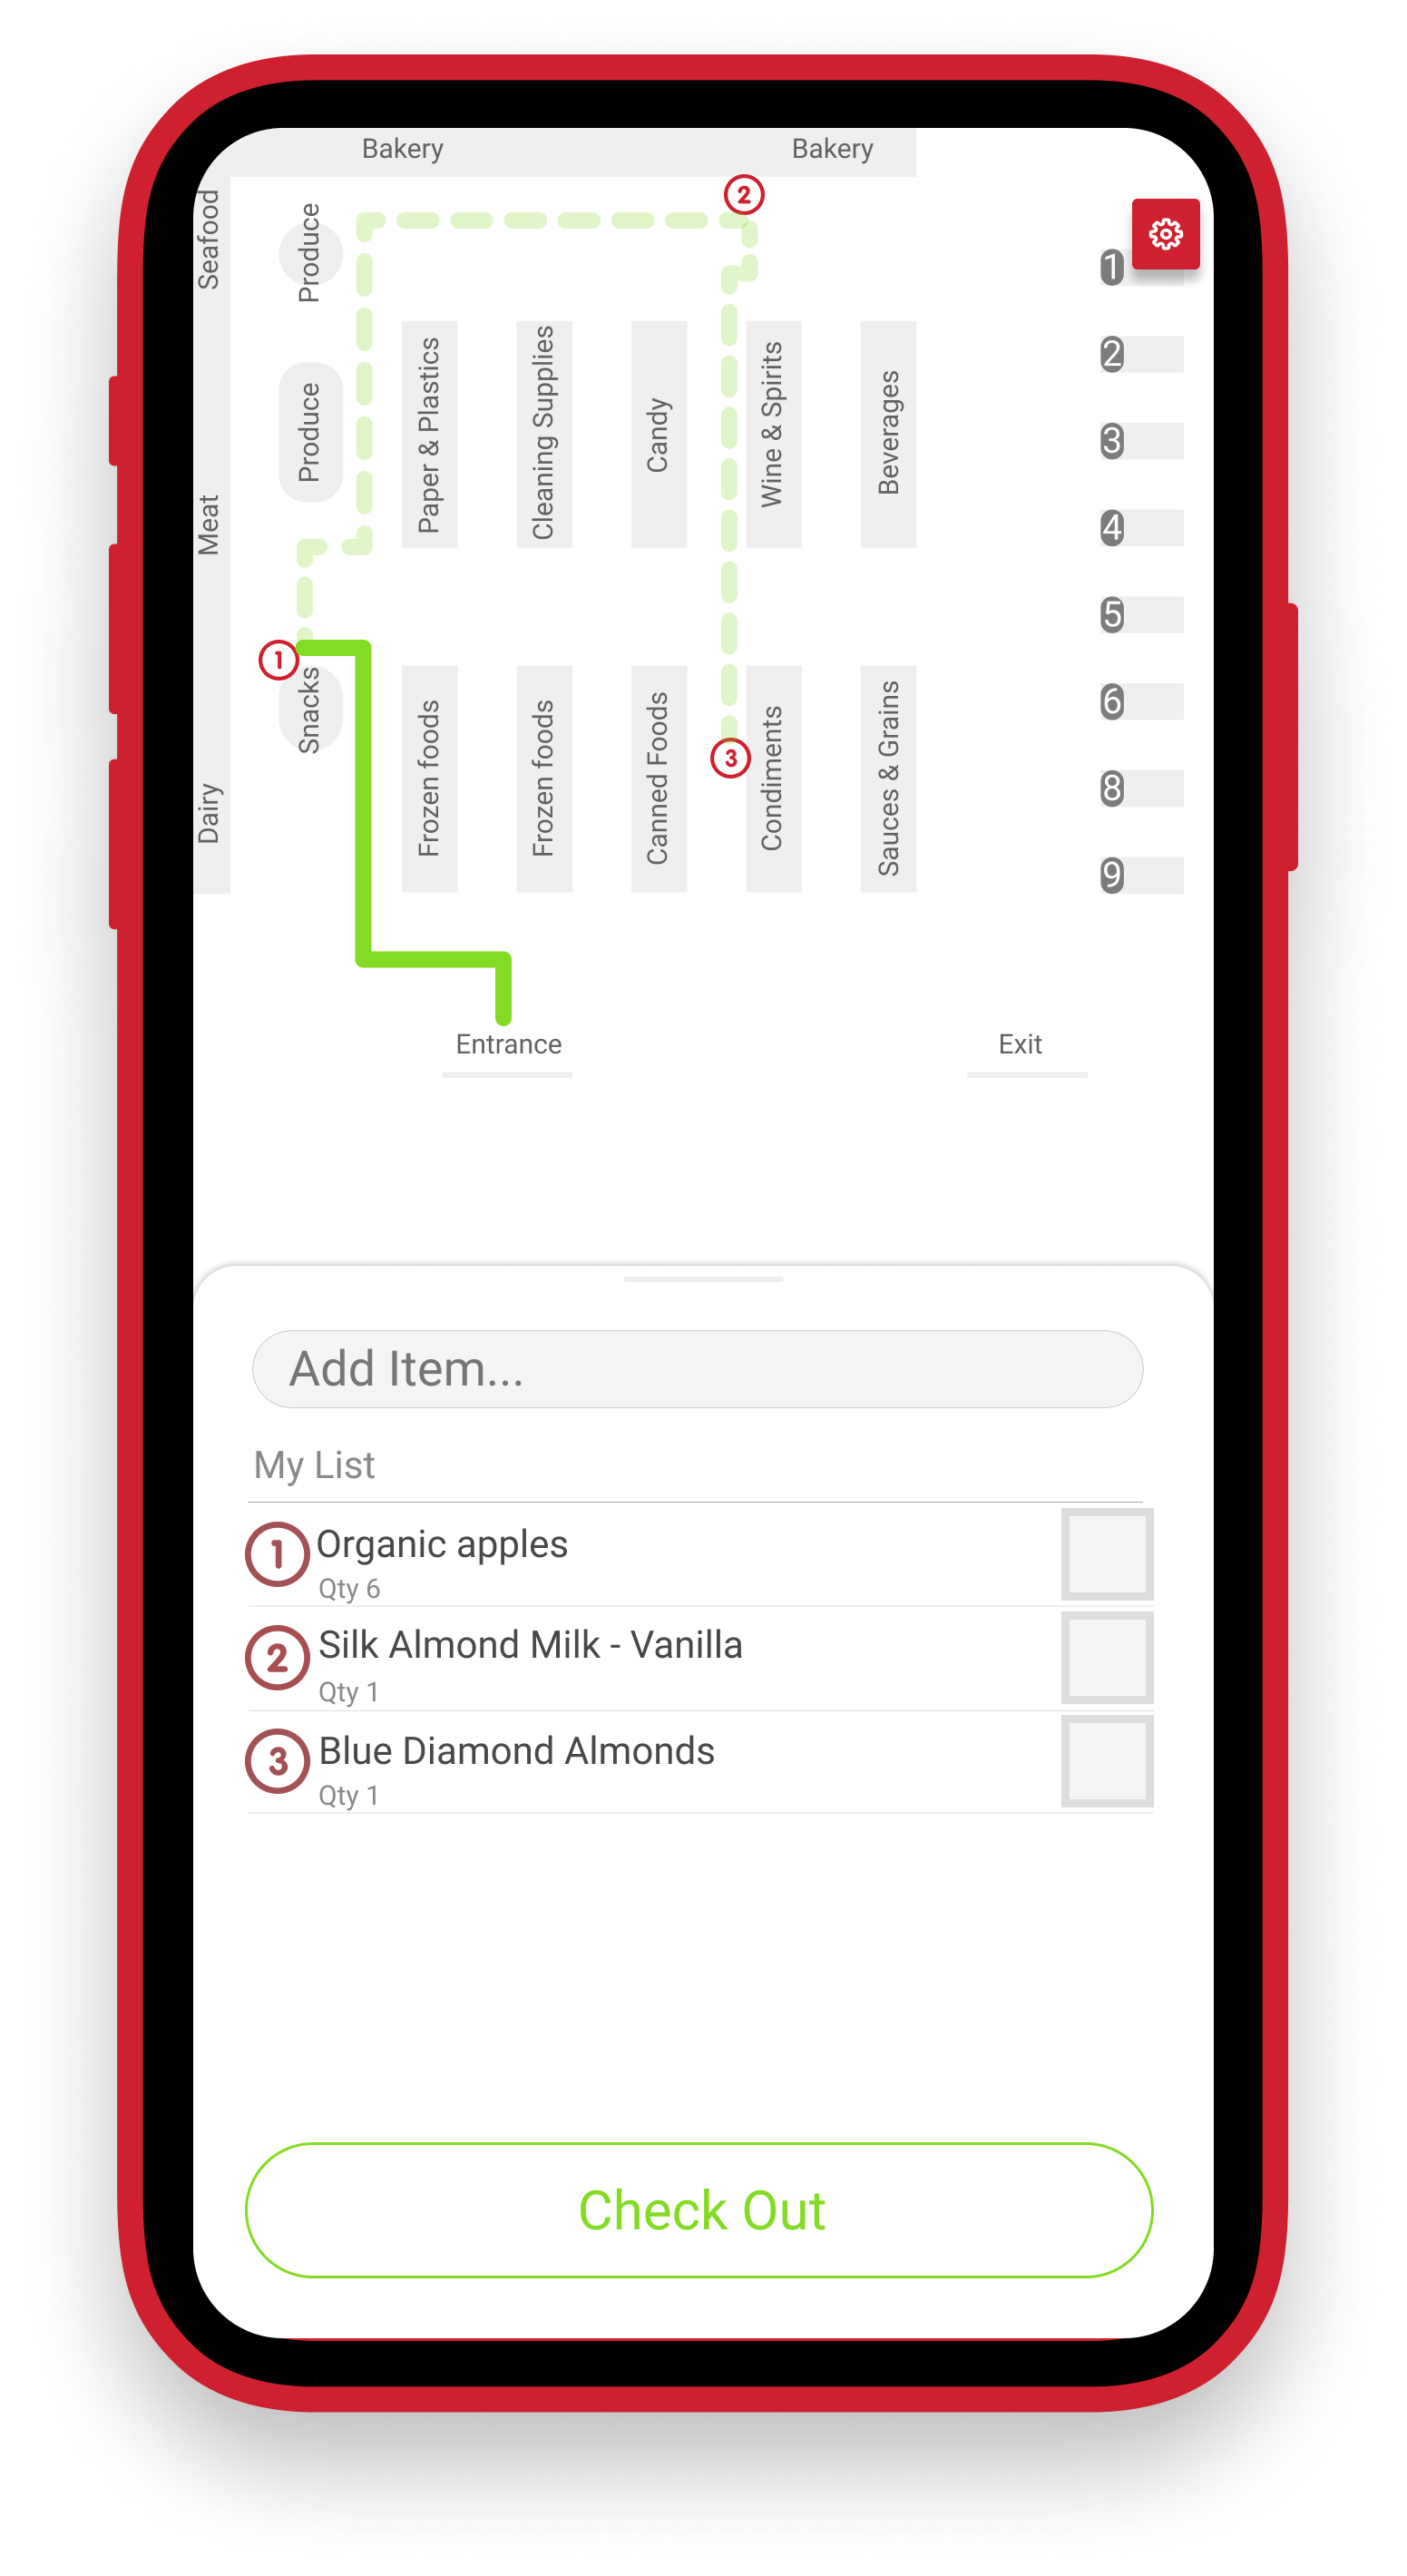 Bakery
Bakery
Seafood
Meat
Dairy
Produce
Produce
Snacks
2
1
3
Paper & Plastics
Cleaning Supplies
Candy
Wine & Spirits
Beverages
Frozen foods
Frozen foods
Canned Foods
Condiments
Sauces & Grains
1
2
3
4
5
6
8
9
Entrance
Exit
Add Item...
My List
1
Organic apples
Qty 6
2
Silk Almond Milk - Vanilla
Qty 1
3
Blue Diamond Almonds
Qty 1
Check Out